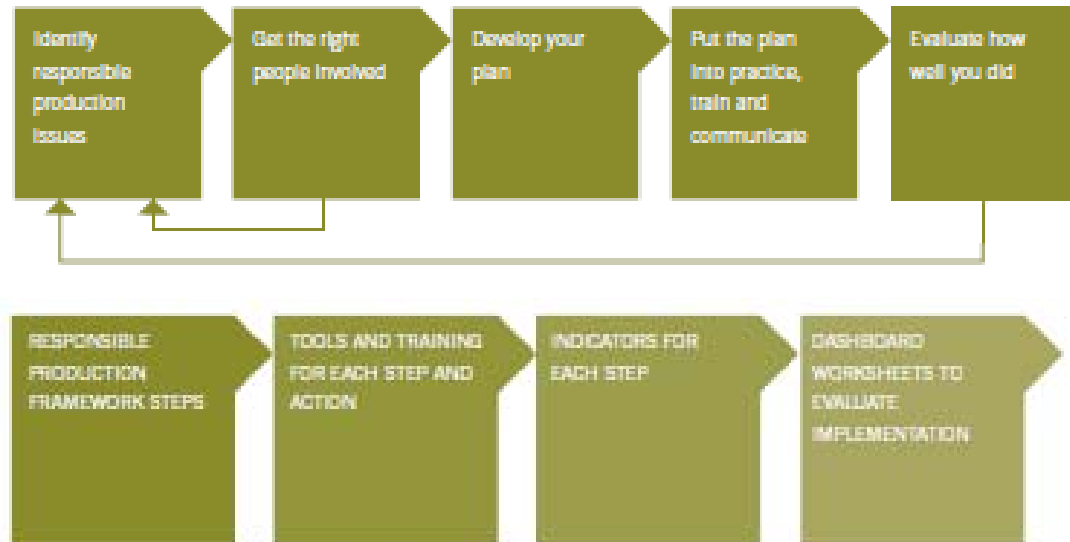 Identify
responsible
production
issues
Get the right
people involved
Develop your
plan
Put the plan
into practice,
train and
communicate
Evaluate how
well you did
RESPONSIBLE
PRODUCTION
FRAMEWORK STEPS
TOOLS AND TRAINING
FOR EACH STEP AND
ACTION
INDICATORS FOR
EACH STEP
DASHBOARD
WORKSHEETS TO
EVALUATE
IMPLEMENTATION